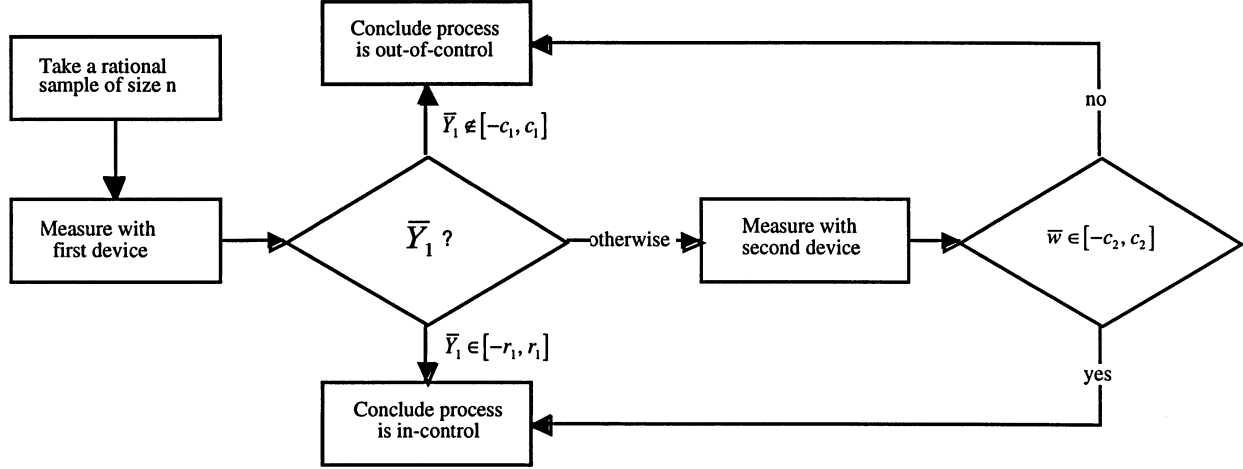 Take a rational
sample of size n
Measure with
first device
Conclude process
is out-of-control
Ȳ₁ ∉ [−c₁, c₁]
Ȳ₁ ?
Ȳ₁ ∈ [−r₁, r₁]
Conclude process
is in-control
otherwise
Measure with
second device
w̄ ∈ [−c₂, c₂]
no
yes